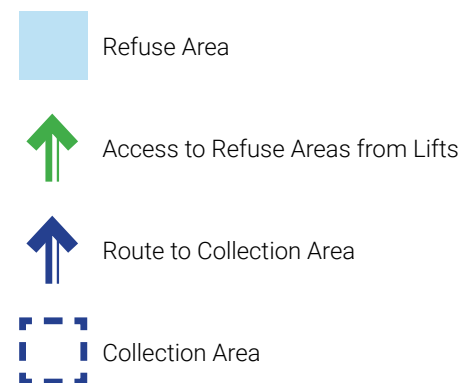 Refuse Area
Access to Refuse Areas from Lifts
Route to Collection Area
Collection Area